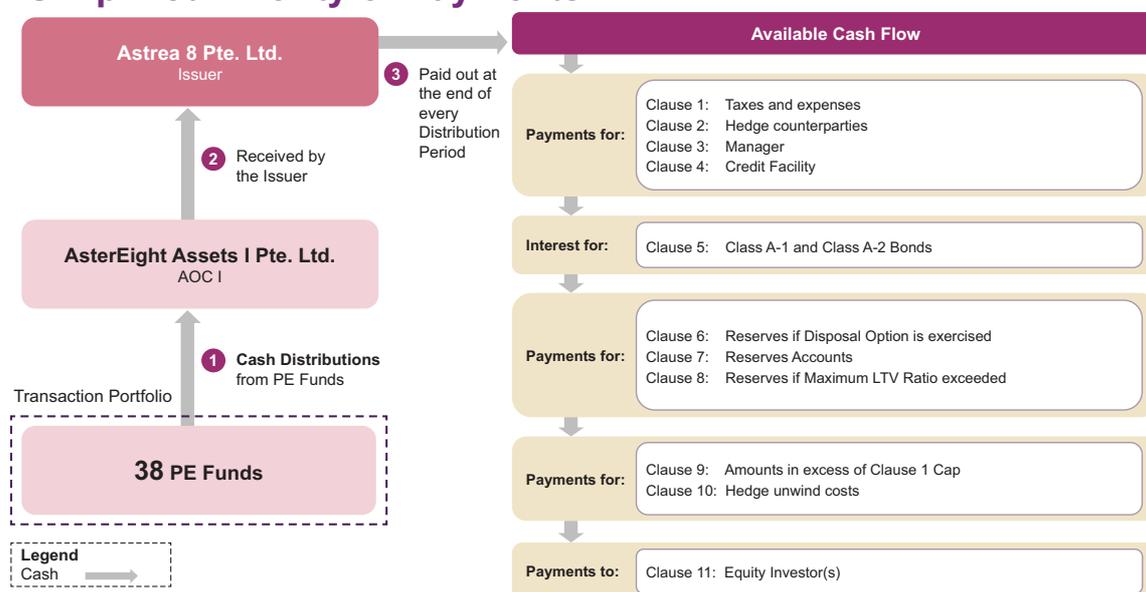 Astrea 8 Pte. Ltd.
Issuer
3 Paid out at
the end of
every
Distribution
Period
2 Received by
the Issuer
AsterEight Assets I Pte. Ltd.
AOC I
1 Cash Distributions
from PE Funds
Transaction Portfolio
38 PE Funds
Legend
Cash
Available Cash Flow
Payments for:
Clause 1: Taxes and expenses
Clause 2: Hedge counterparties
Clause 3: Manager
Clause 4: Credit Facility
Interest for:
Clause 5: Class A-1 and Class A-2 Bonds
Payments for:
Clause 6: Reserves if Disposal Option is exercised
Clause 7: Reserves Accounts
Clause 8: Reserves if Maximum LTV Ratio exceeded
Payments for:
Clause 9: Amounts in excess of Clause 1 Cap
Clause 10: Hedge unwind costs
Payments to:
Clause 11: Equity Investor(s)